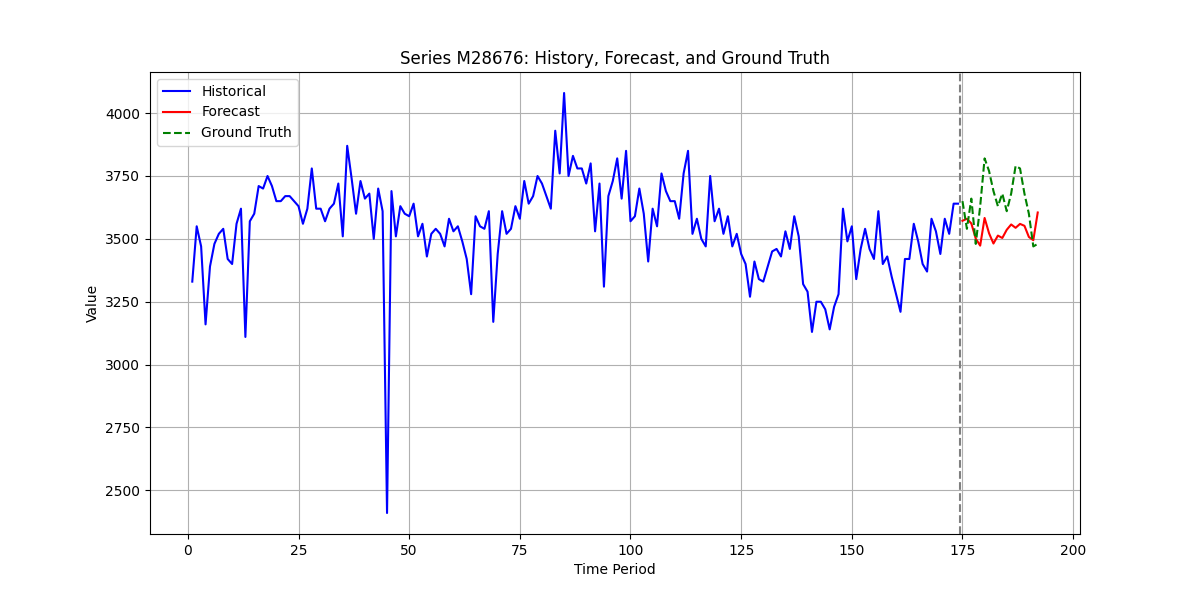 Series M28676: History, Forecast, and Ground Truth
Historical
Forecast
Ground Truth
Value
4000
3750
3500
3250
3000
2750
2500
0 25 50 75 100 125 150 175 200
Time Period